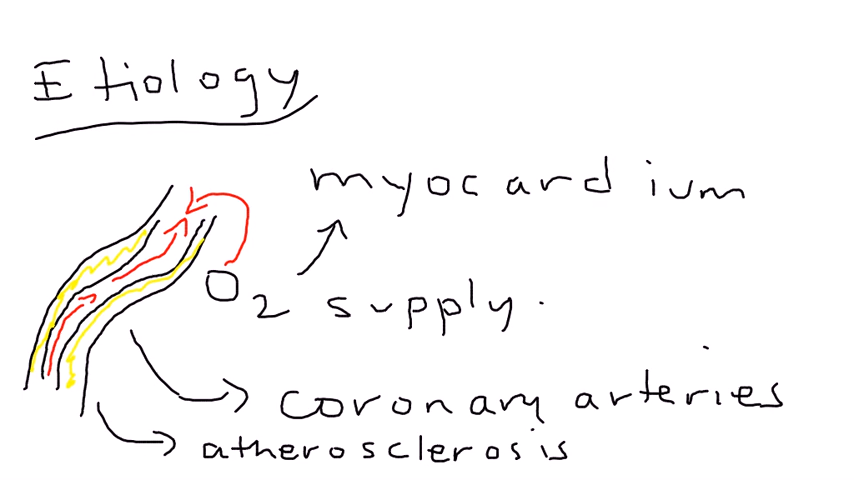 Etiology
myocardium
O2 supply.
coronary arteries
atherosclerosis